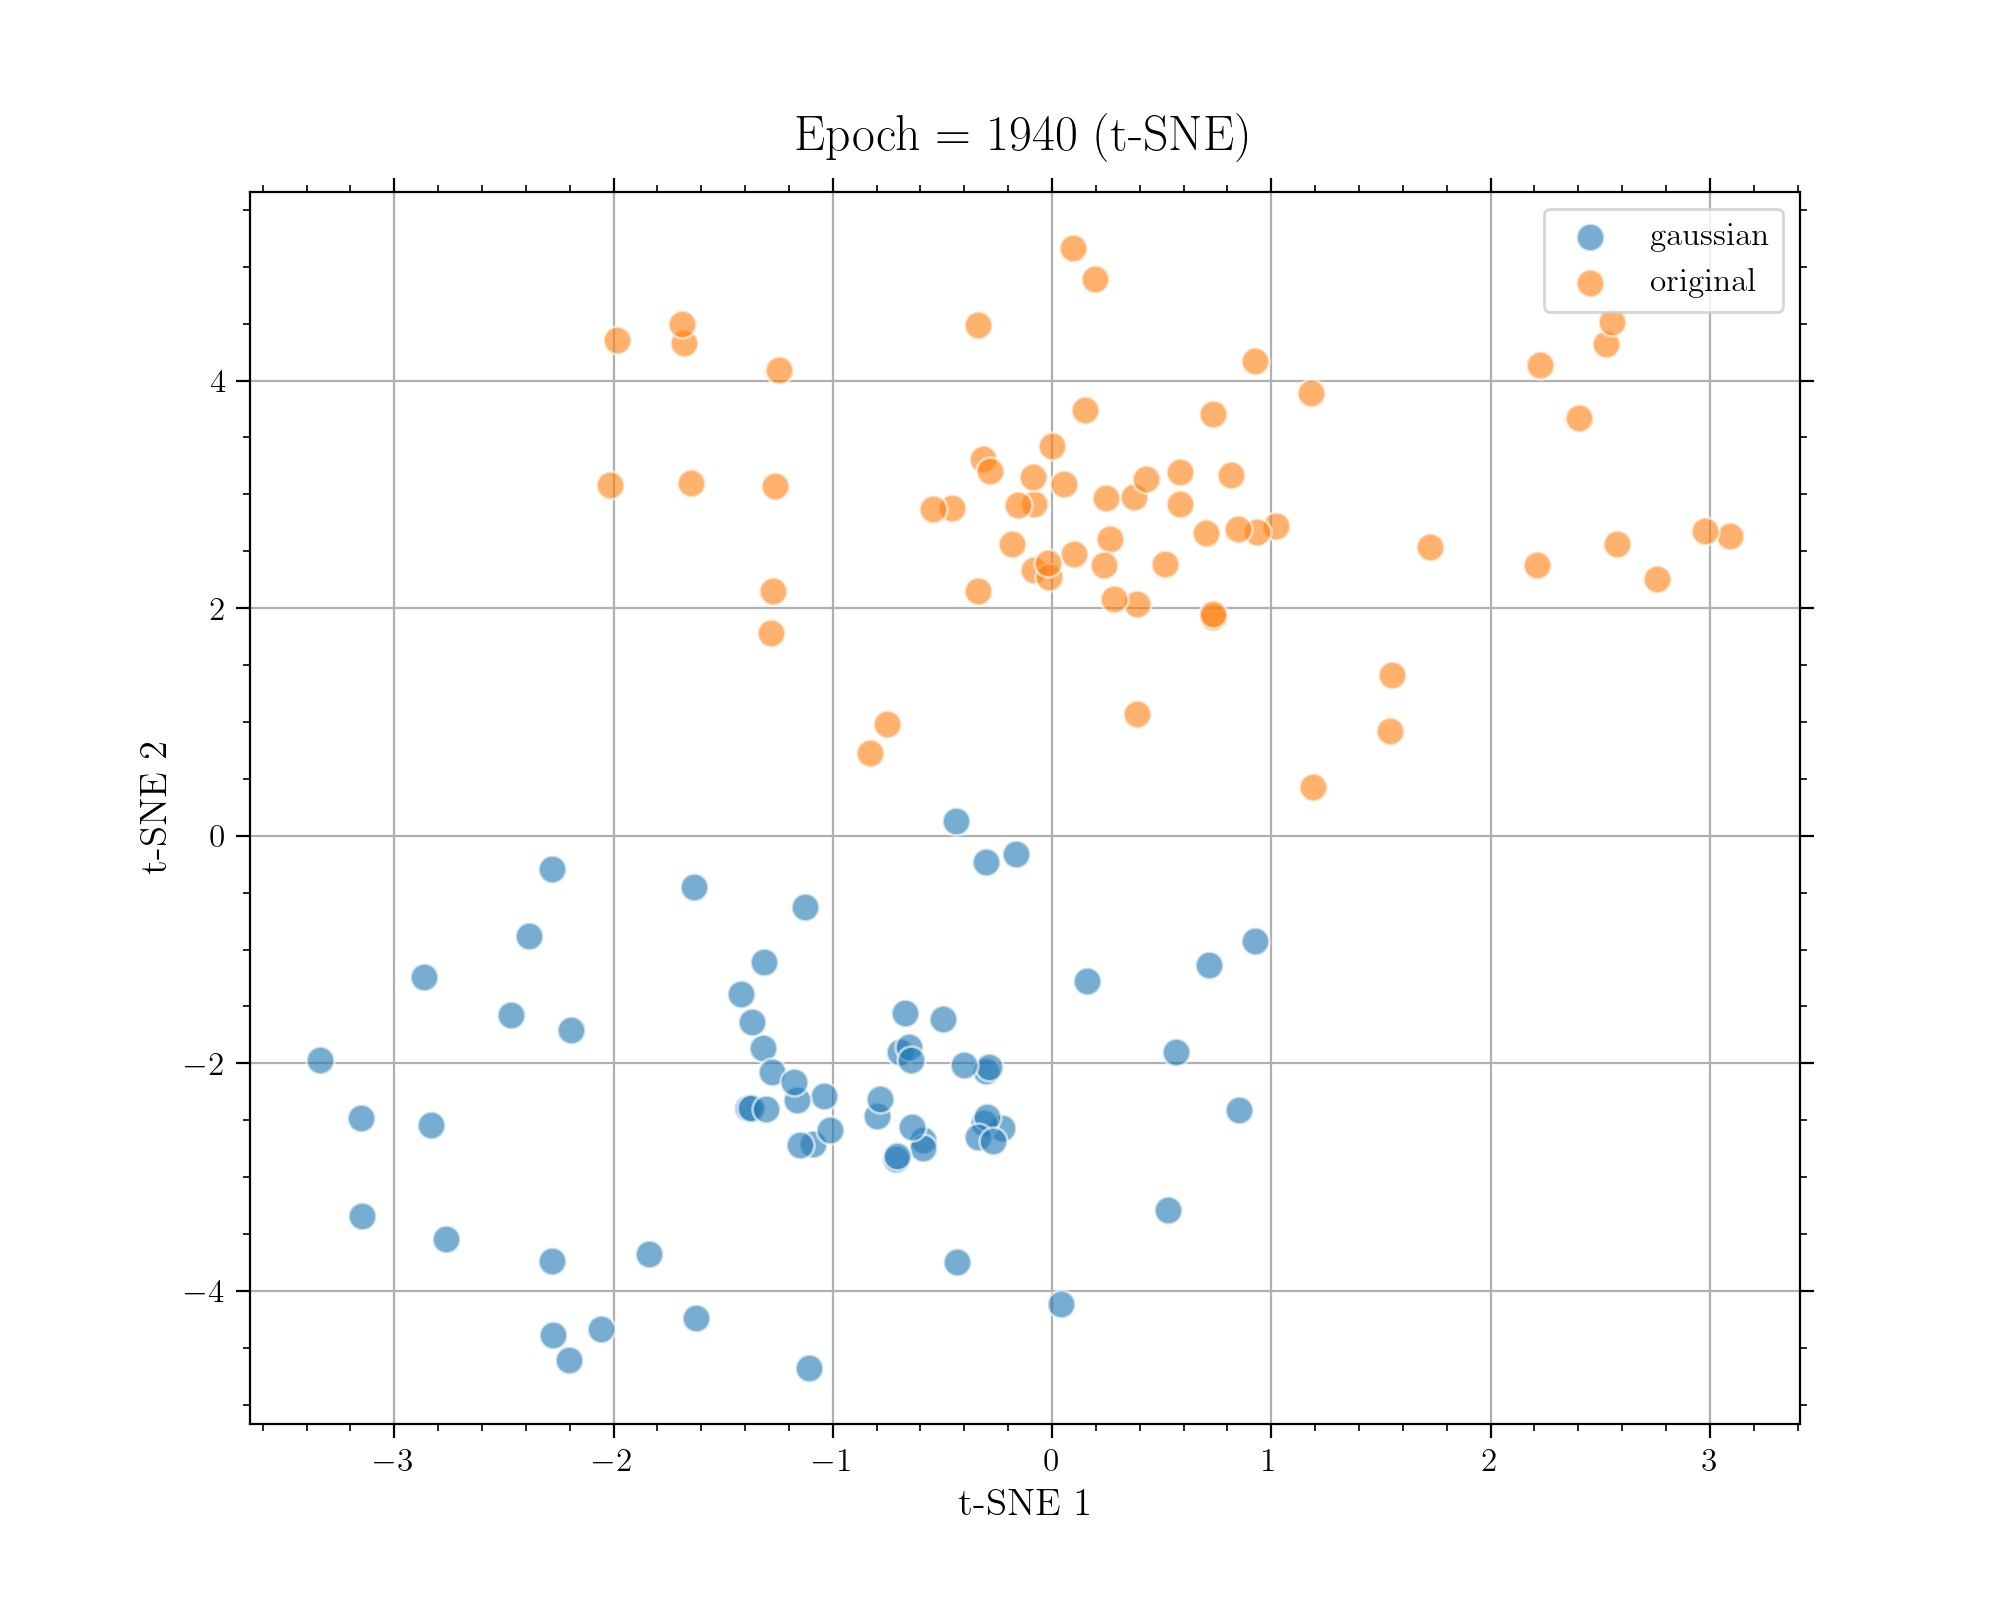 Epoch = 1940 (t-SNE)
gaussian
original
4
2
0
−2
−4
t-SNE 2
−3 −2 −1 0 1 2 3
t-SNE 1